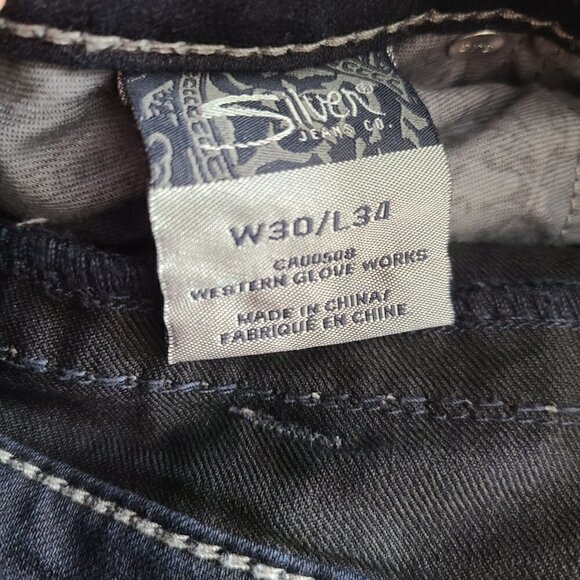 Silver®
JEANS CO.
W30/L34
CA00508
WESTERN GLOVE WORKS
MADE IN CHINA/
FABRIQUÉ EN CHINE